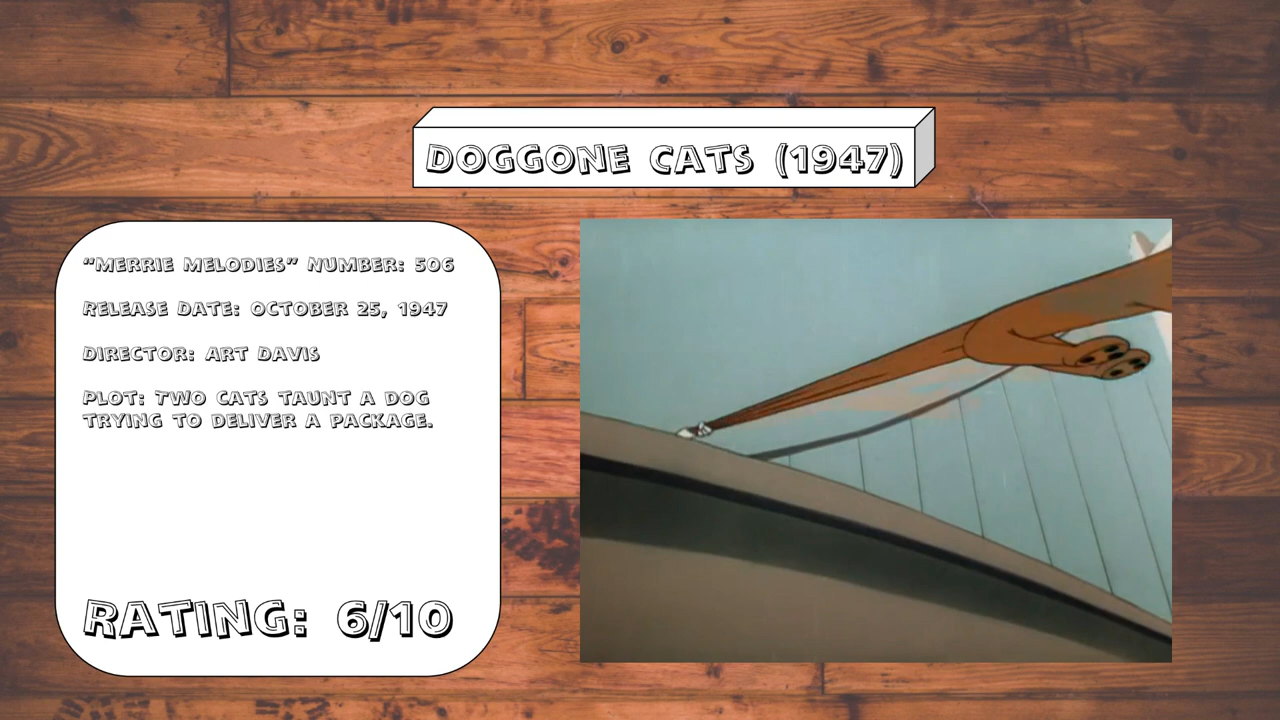 DOGGONE CATS (1947)
"MERRIE MELODIES" NUMBER: 506
RELEASE DATE: OCTOBER 25, 1947
DIRECTOR: ART DAVIS
PLOT: TWO CATS TAUNT A DOG
TRYING TO DELIVER A PACKAGE.
RATING: 6/10